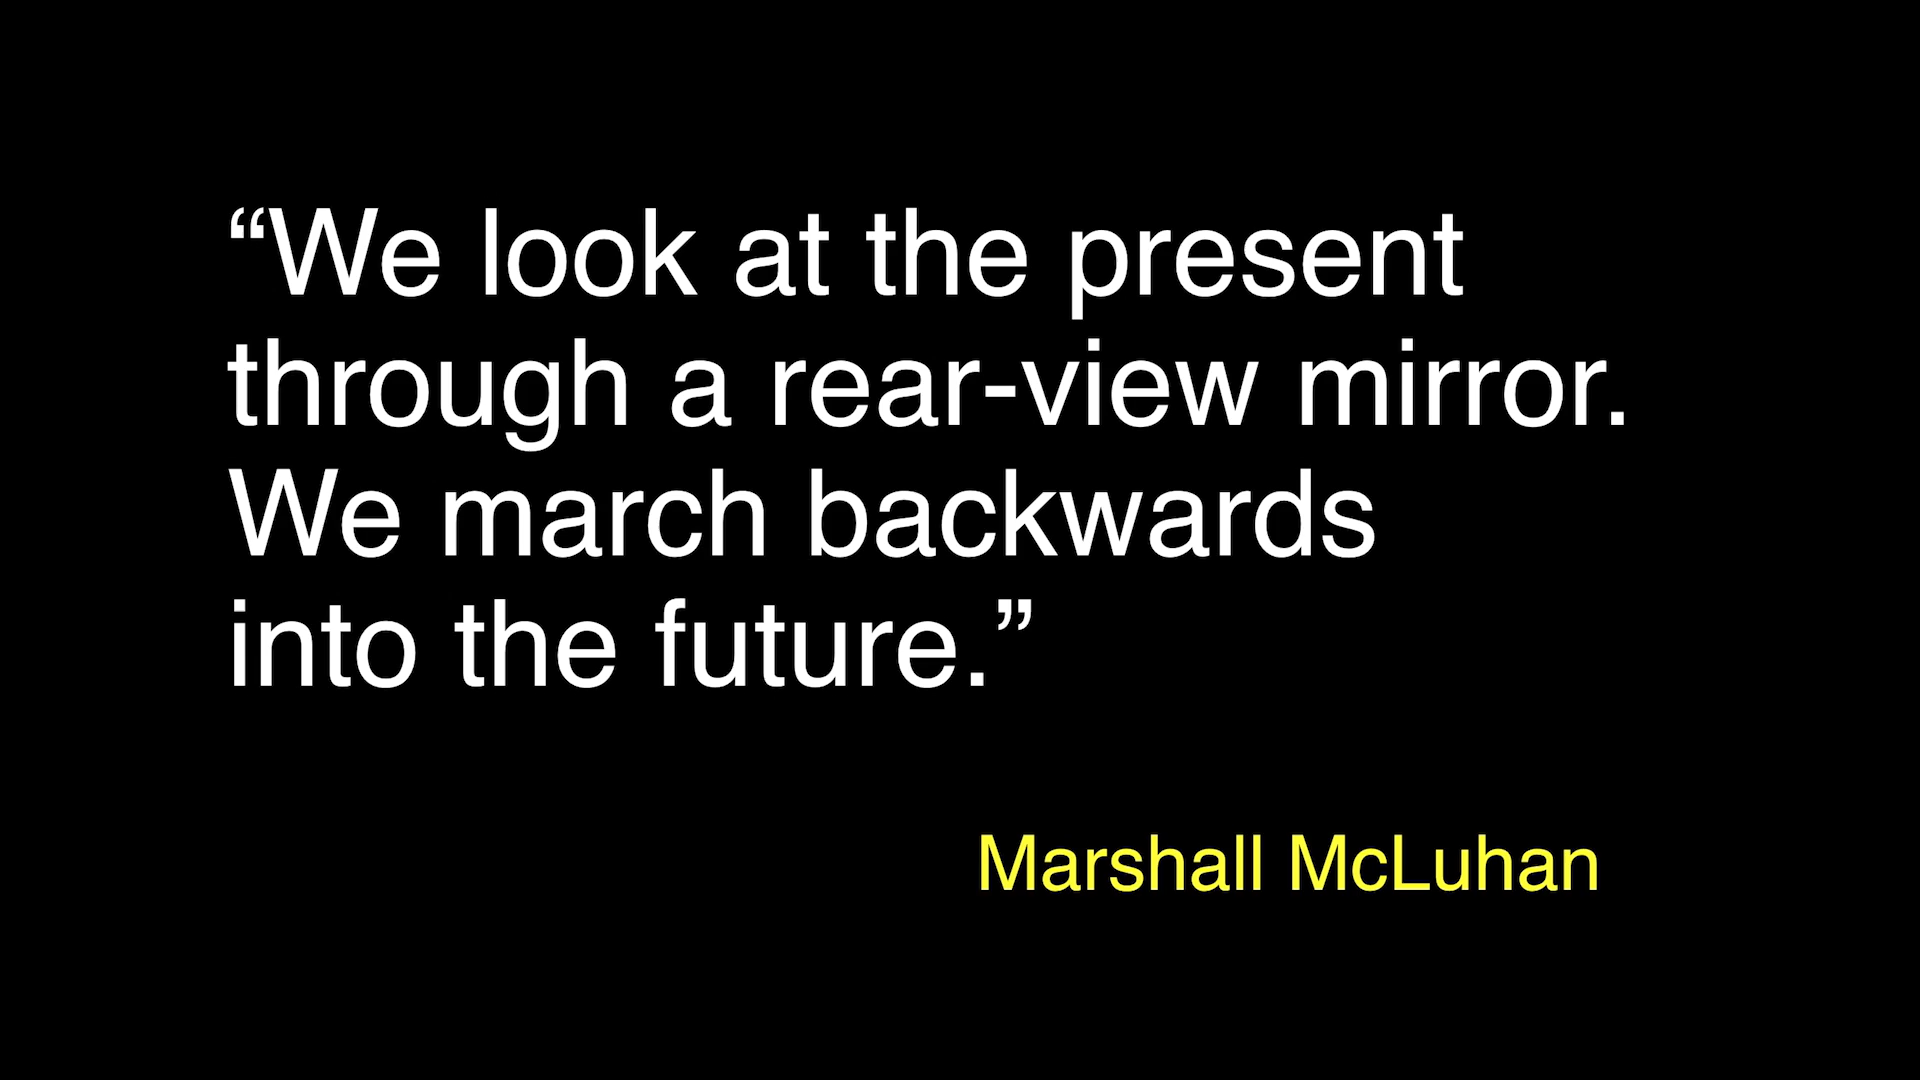 “We look at the present
through a rear-view mirror.
We march backwards
into the future.”
Marshall McLuhan